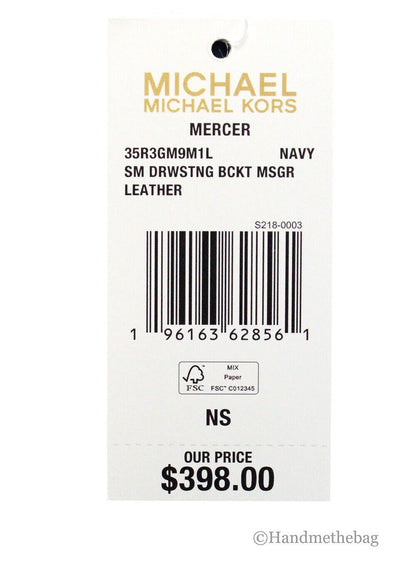 MICHAEL
MICHAEL KORS
MERCER
35R3GM9M1L NAVY
SM DRWSTNG BCKT MSGR
LEATHER
S218-0003
1 96163 62856 1
FSC
MIX
Paper
FSC™ C012345
NS
OUR PRICE
$398.00
©Handmethebag